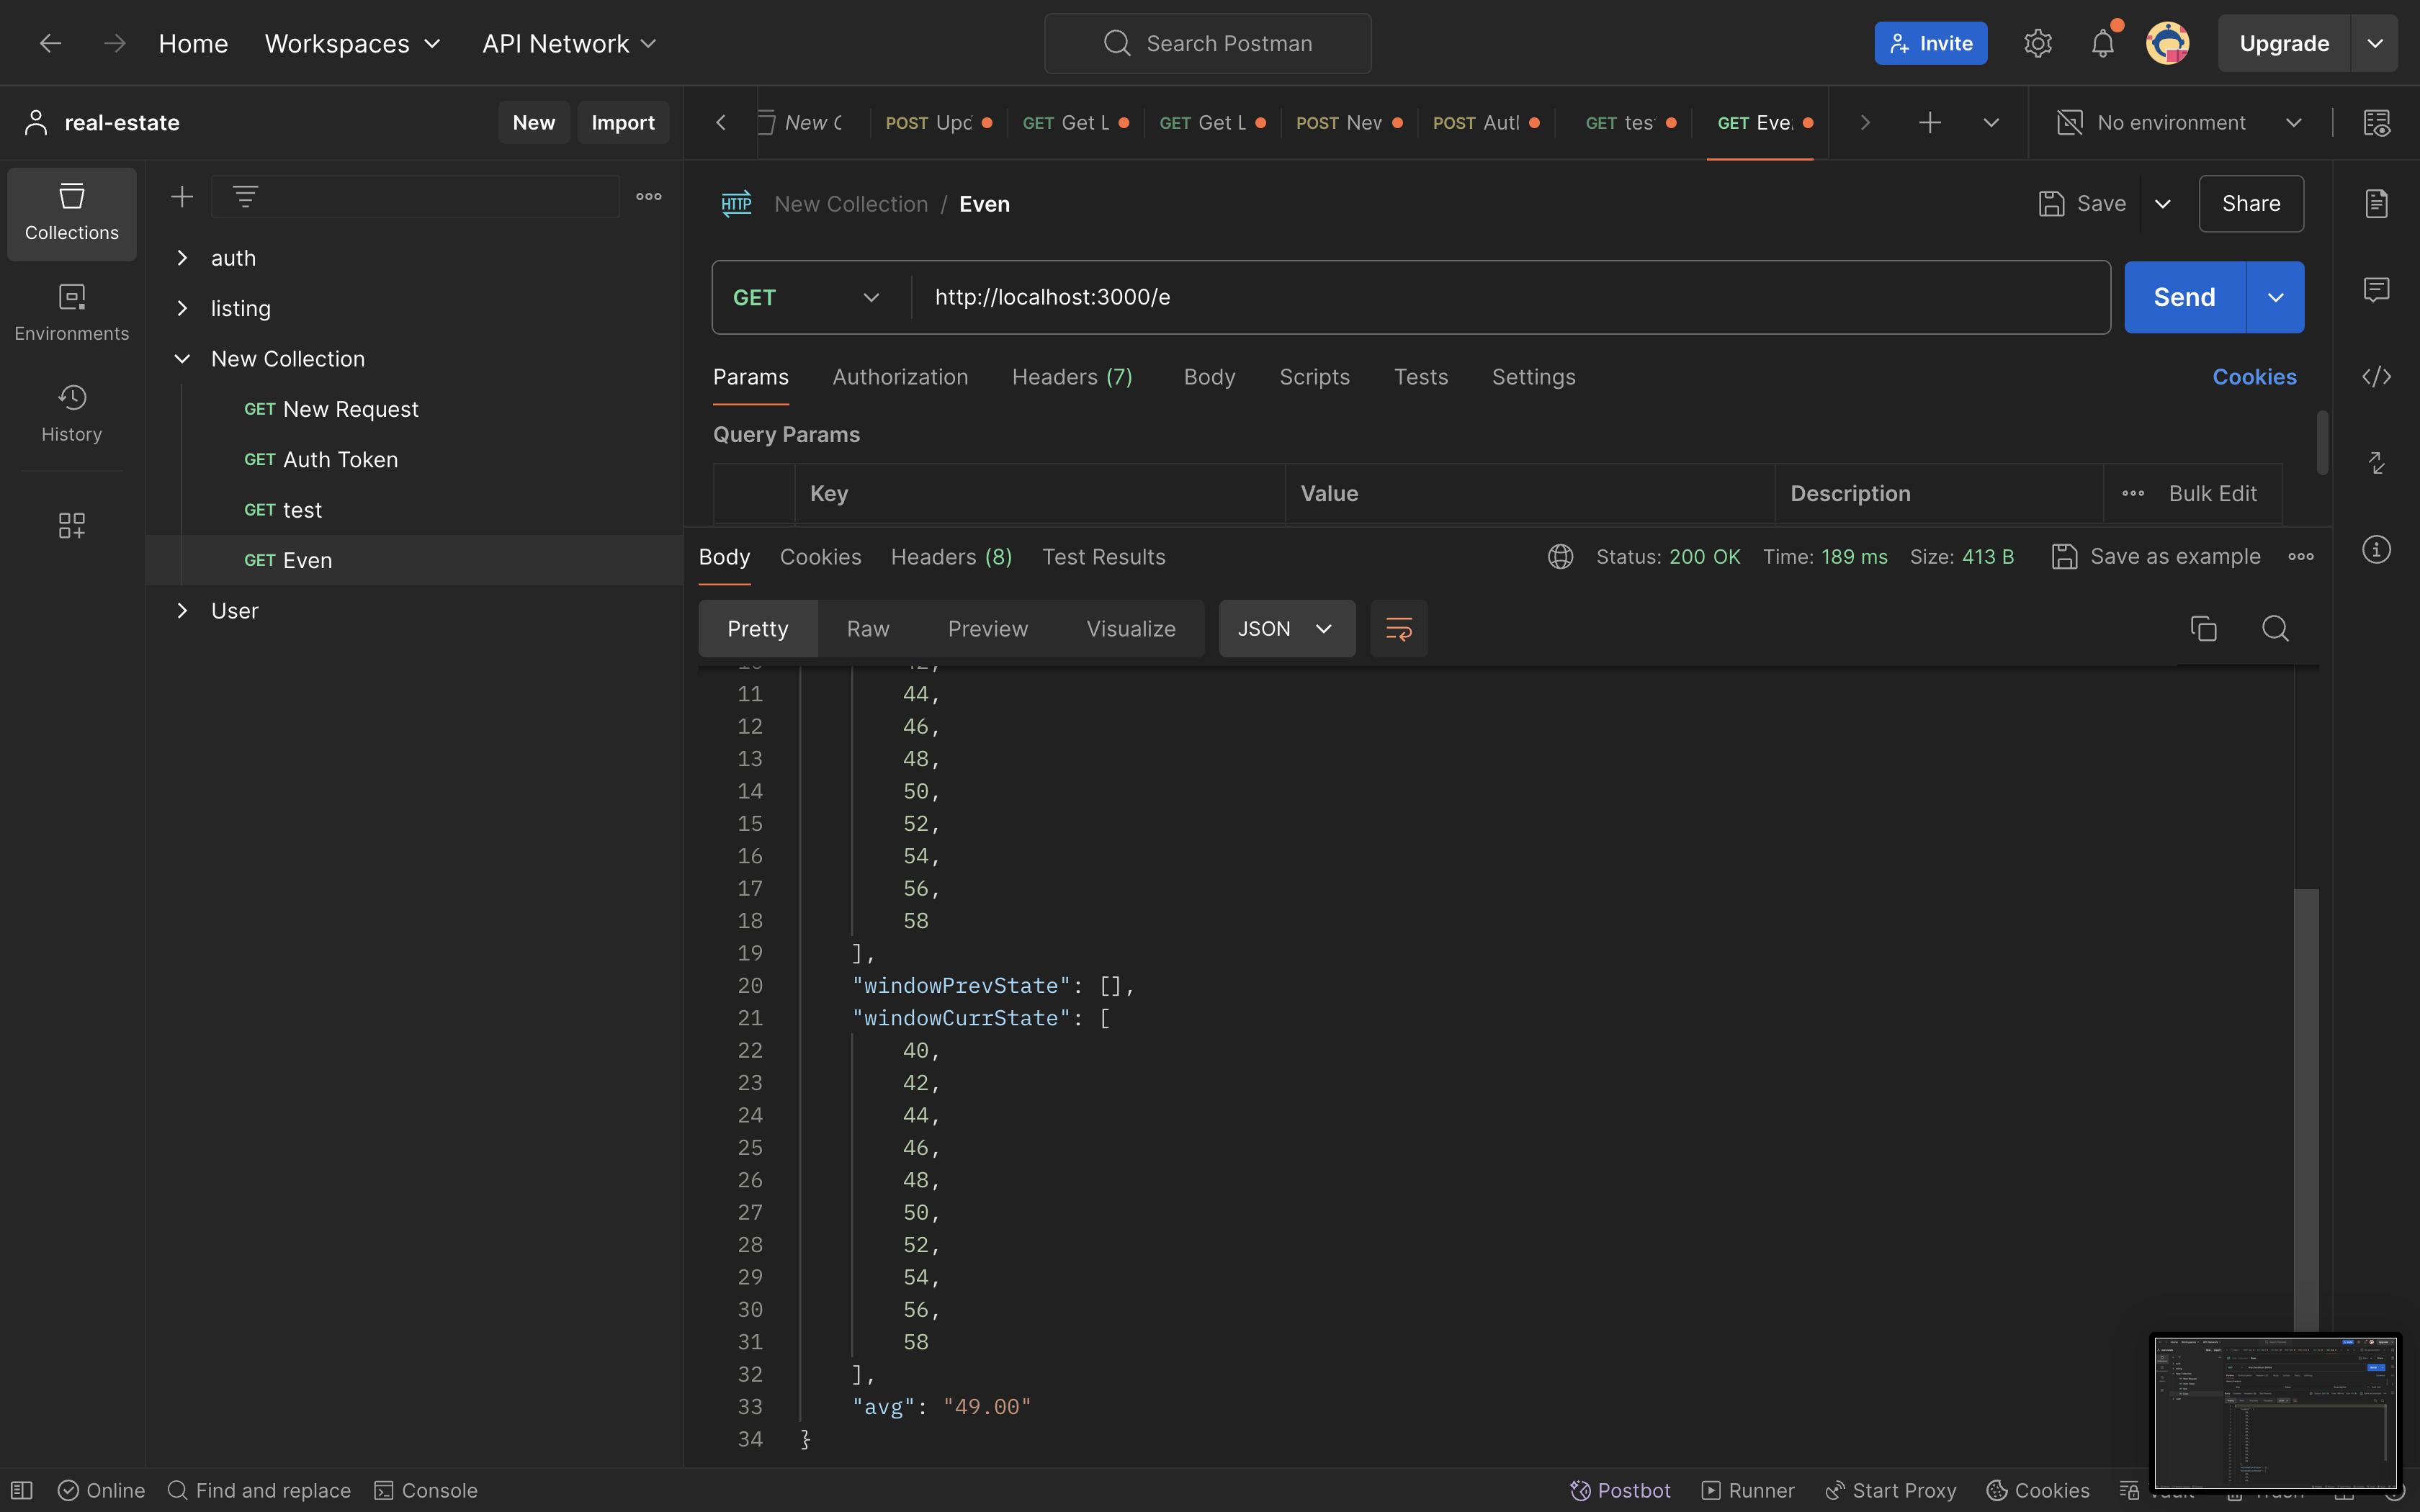 Home Workspaces API Network Search Postman Invite Upgrade
real-estate New Import
New C POST Upd GET Get L GET Get L POST New POST Auth GET tes GET Eve No environment
Collections
Environments
History
auth
listing
New Collection
GET New Request
GET Auth Token
GET test
GET Even
User
HTTP New Collection / Even Save Share
GET http://localhost:3000/e Send
Params Authorization Headers (7) Body Scripts Tests Settings Cookies
Query Params
Key Value Description Bulk Edit
Body Cookies Headers (8) Test Results Status: 200 OK Time: 189 ms Size: 413 B Save as example
Pretty Raw Preview Visualize JSON
11 44,
12 46,
13 48,
14 50,
15 52,
16 54,
17 56,
18 58
19 ],
20 "windowPrevState": [],
21 "windowCurrState": [
22 40,
23 42,
24 44,
25 46,
26 48,
27 50,
28 52,
29 54,
30 56,
31 58
32 ],
33 "avg": "49.00"
34 }
Online Find and replace Console Postbot Runner Start Proxy Cookies